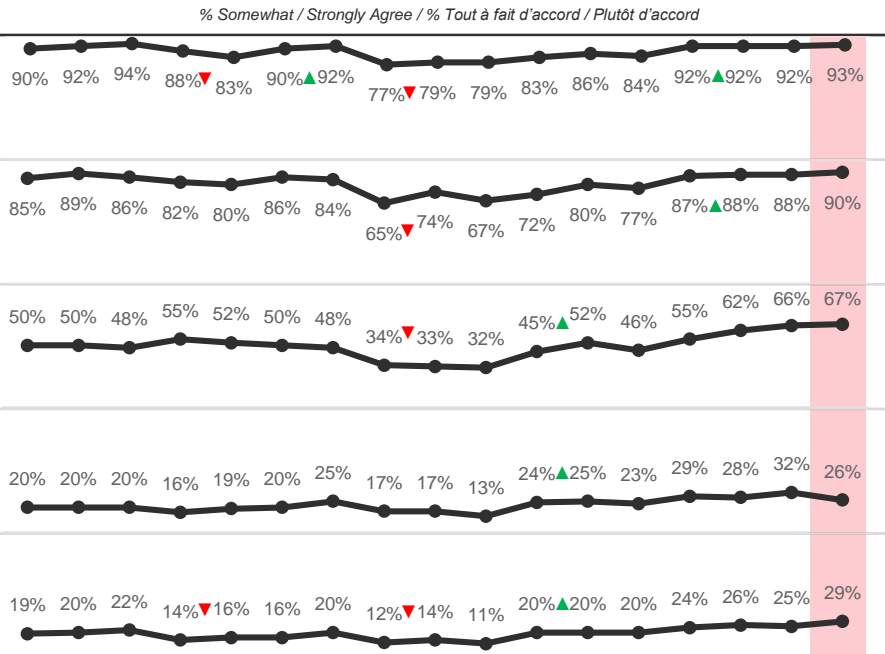 % Somewhat / Strongly Agree / % Tout à fait d’accord / Plutôt d’accord
90% 92% 94% 88% 83% 90% 92% 77% 79% 79% 83% 86% 84% 92% 92% 92% 93%
85% 89% 86% 82% 80% 86% 84% 65% 74% 67% 72% 80% 77% 87% 88% 88% 90%
50% 50% 48% 55% 52% 50% 48% 34% 33% 32% 45% 52% 46% 55% 62% 66% 67%
20% 20% 20% 16% 19% 20% 25% 17% 17% 13% 24% 25% 23% 29% 28% 32% 26%
19% 20% 22% 14% 16% 16% 20% 12% 14% 11% 20% 20% 20% 24% 26% 25% 29%